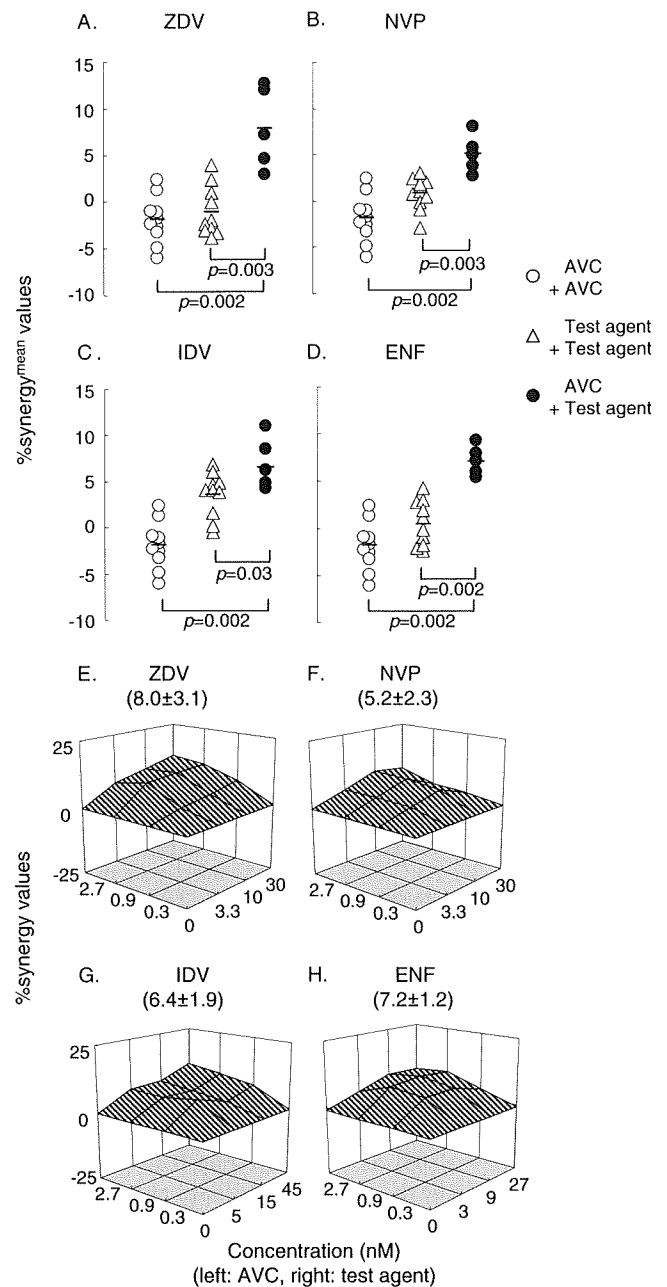 A. ZDV
B. NVP
15
10
5
0
-5
-10
p=0.003
p=0.002
p=0.003
p=0.002
AVC
+ AVC
Test agent
+ Test agent
AVC
+ Test agent
%synergy^mean values
C. IDV
D. ENF
15
10
5
0
-5
-10
p=0.03
p=0.002
p=0.002
p=0.002
E. ZDV
(8.0±3.1)
F. NVP
(5.2±2.3)
25
0
-25
2.7
0.9
0.3
0
3.3
10
30
2.7
0.9
0.3
0
3.3
10
30
%synergy values
G. IDV
(6.4±1.9)
H. ENF
(7.2±1.2)
25
0
-25
2.7
0.9
0.3
0
5
15
45
2.7
0.9
0.3
0
3
9
27
Concentration (nM)
(left: AVC, right: test agent)